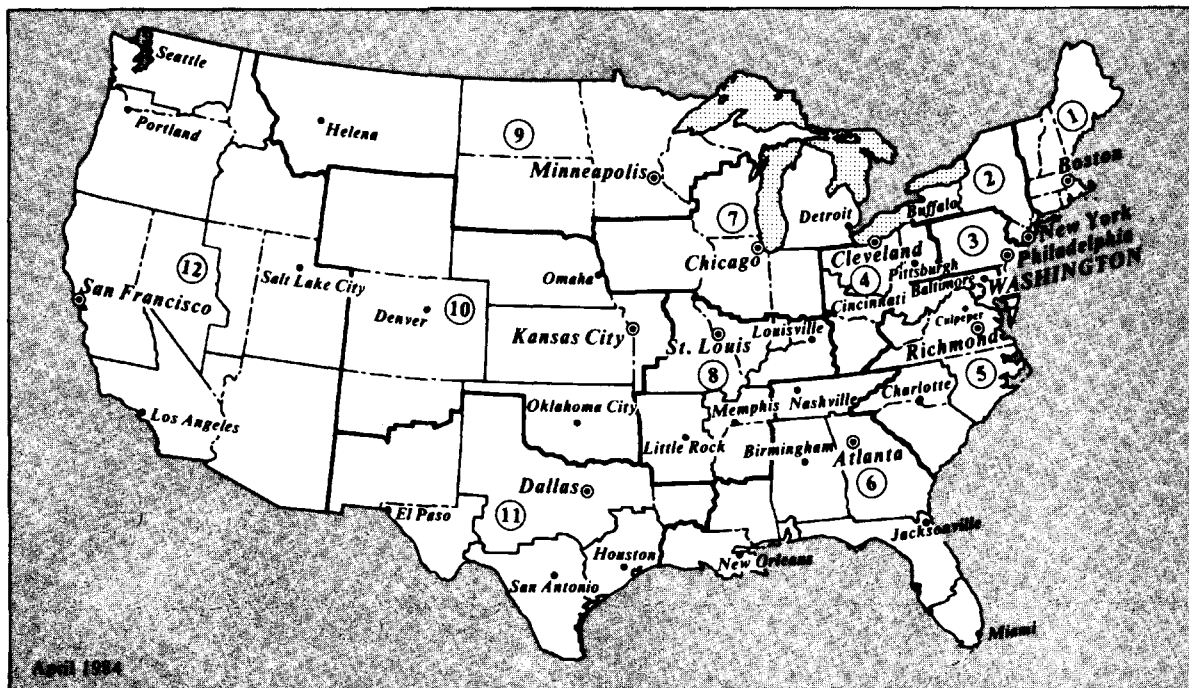 Seattle
Portland
Helena
9
Minneapolis
1
Boston
2
Buffalo
7
Detroit
New York
3
Philadelphia
Chicago
Cleveland
Pittsburgh
WASHINGTON
4
Baltimore
Cincinnati
12
Salt Lake City
San Francisco
Omaha
Denver
10
Kansas City
St. Louis
Louisville
Culpeper
Richmond
8
5
Charlotte
Los Angeles
Oklahoma City
Memphis
Nashville
Little Rock
Birmingham
Atlanta
6
Dallas
11
El Paso
Houston
San Antonio
New Orleans
Jacksonville
Miami
April 1984